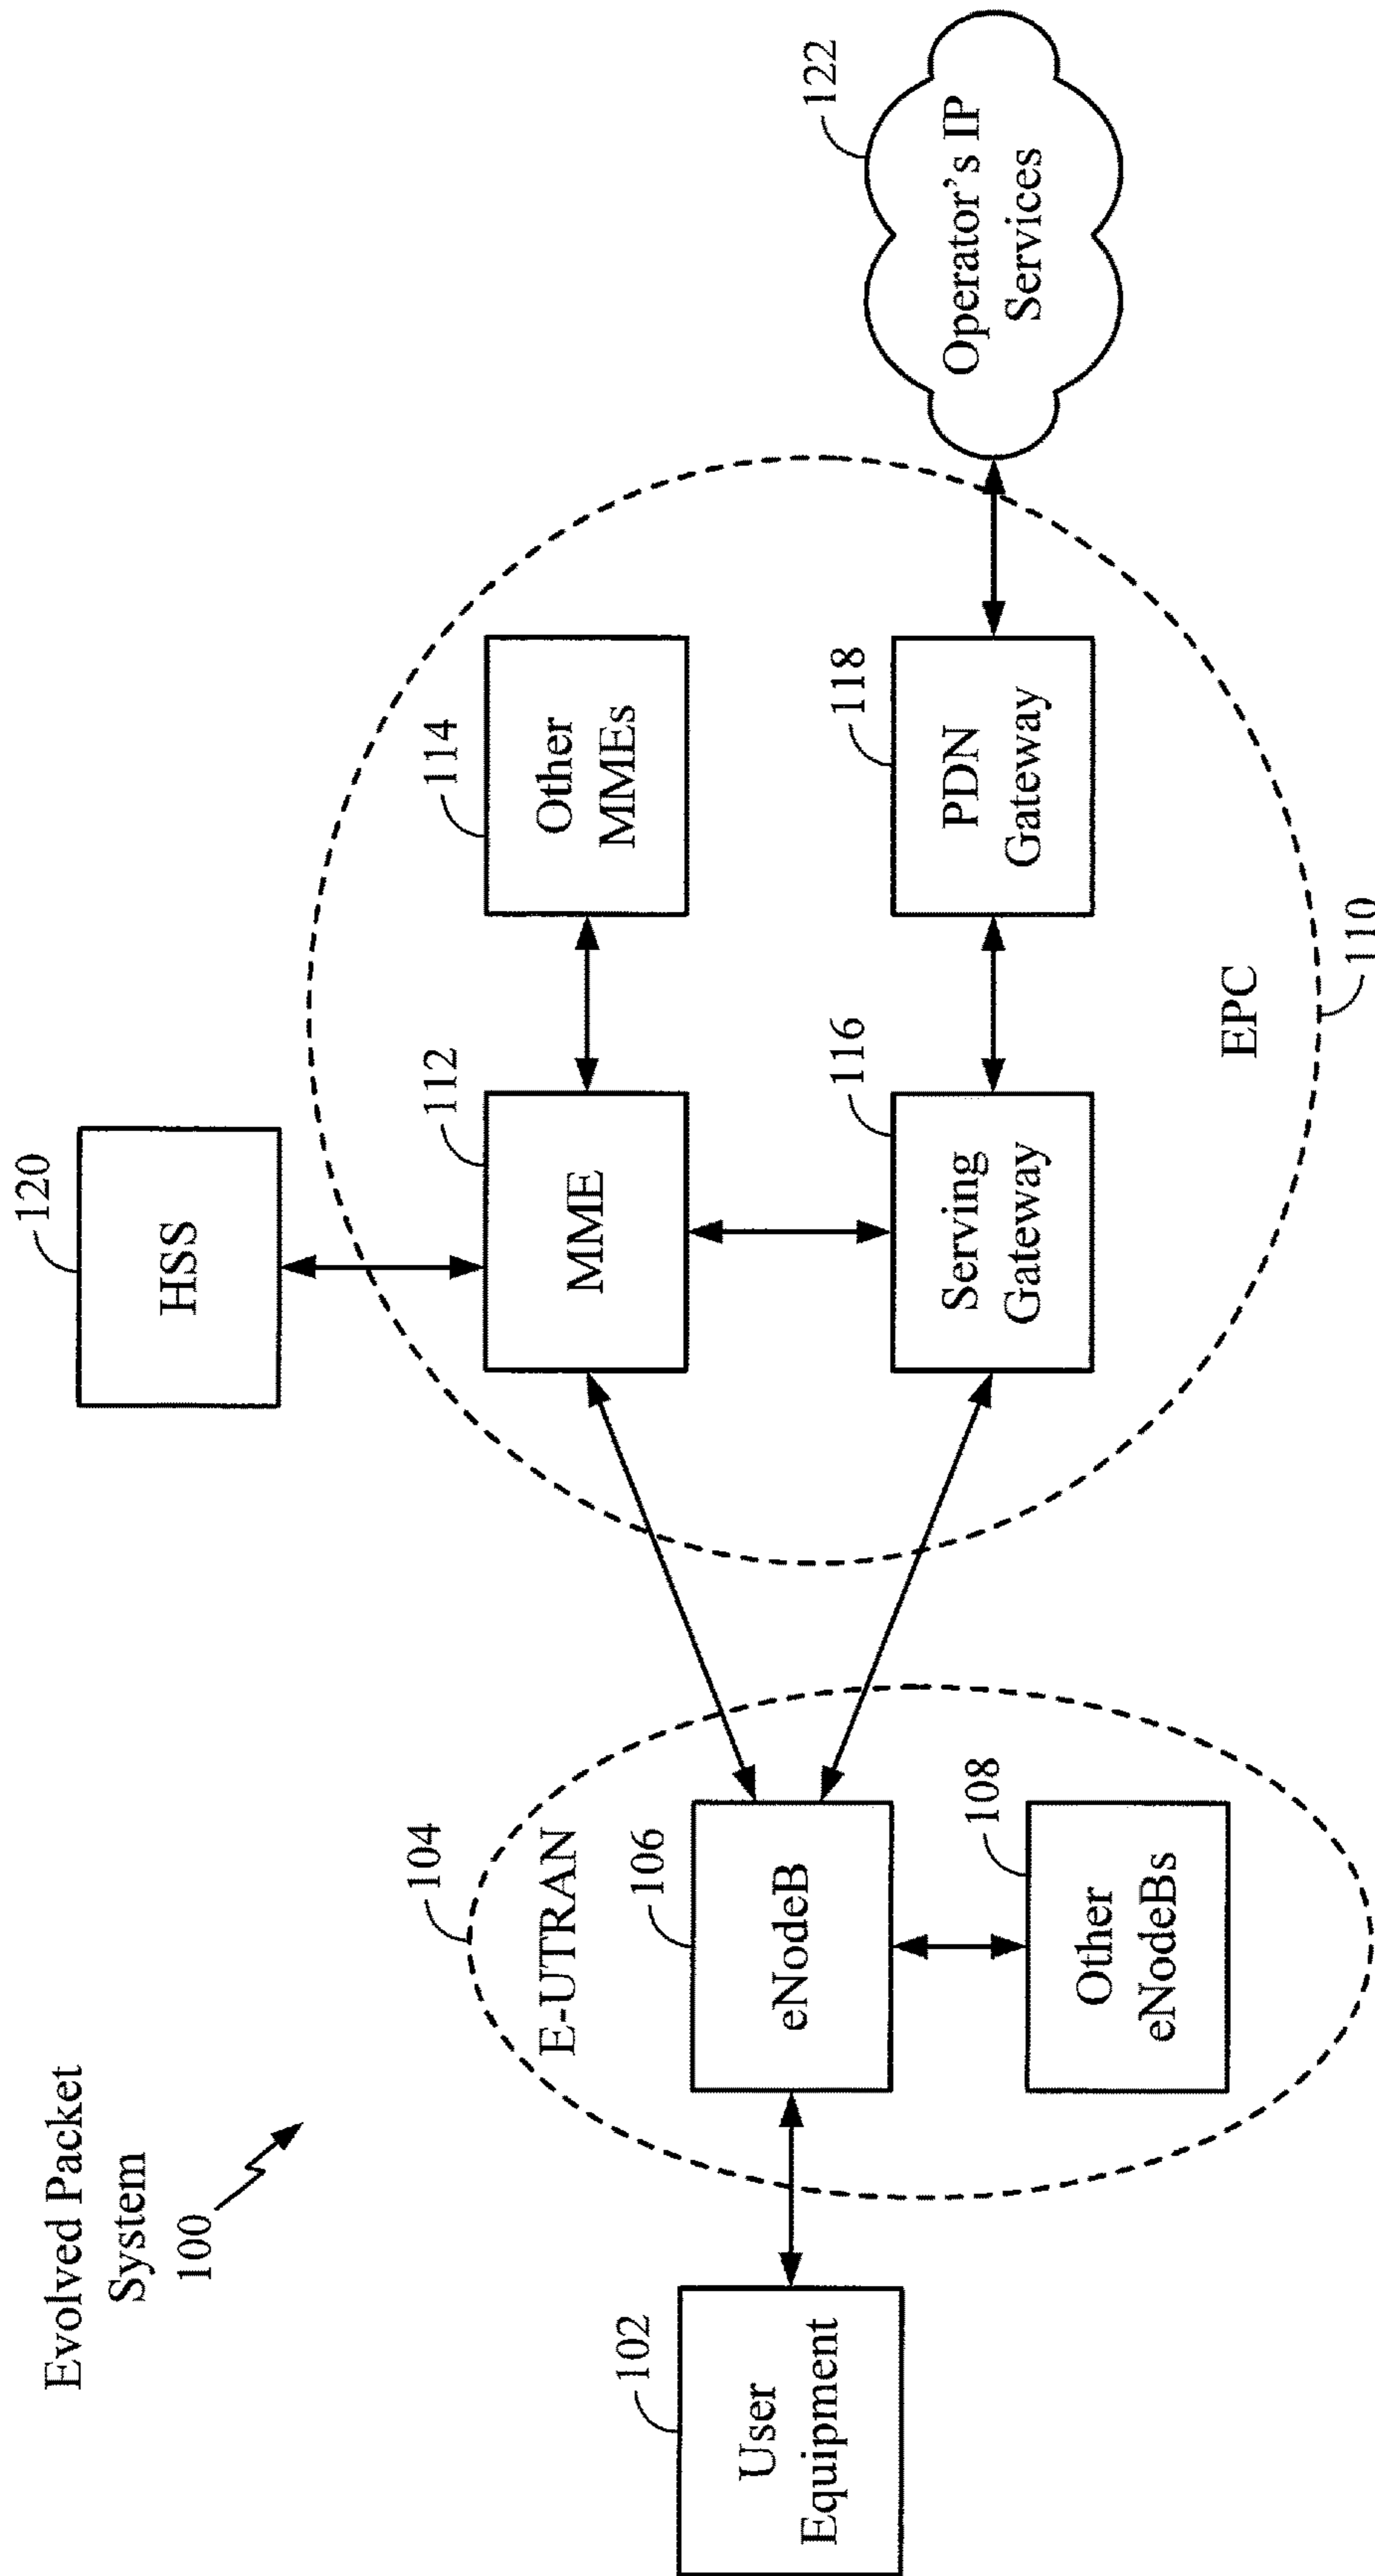 Evolved Packet
System
100
102
User
Equipment
104
E-UTRAN
106
eNodeB
108
Other
eNodeBs
120
HSS
112
MME
114
Other
MMEs
116
Serving
Gateway
118
PDN
Gateway
EPC
110
122
Operator's IP
Services